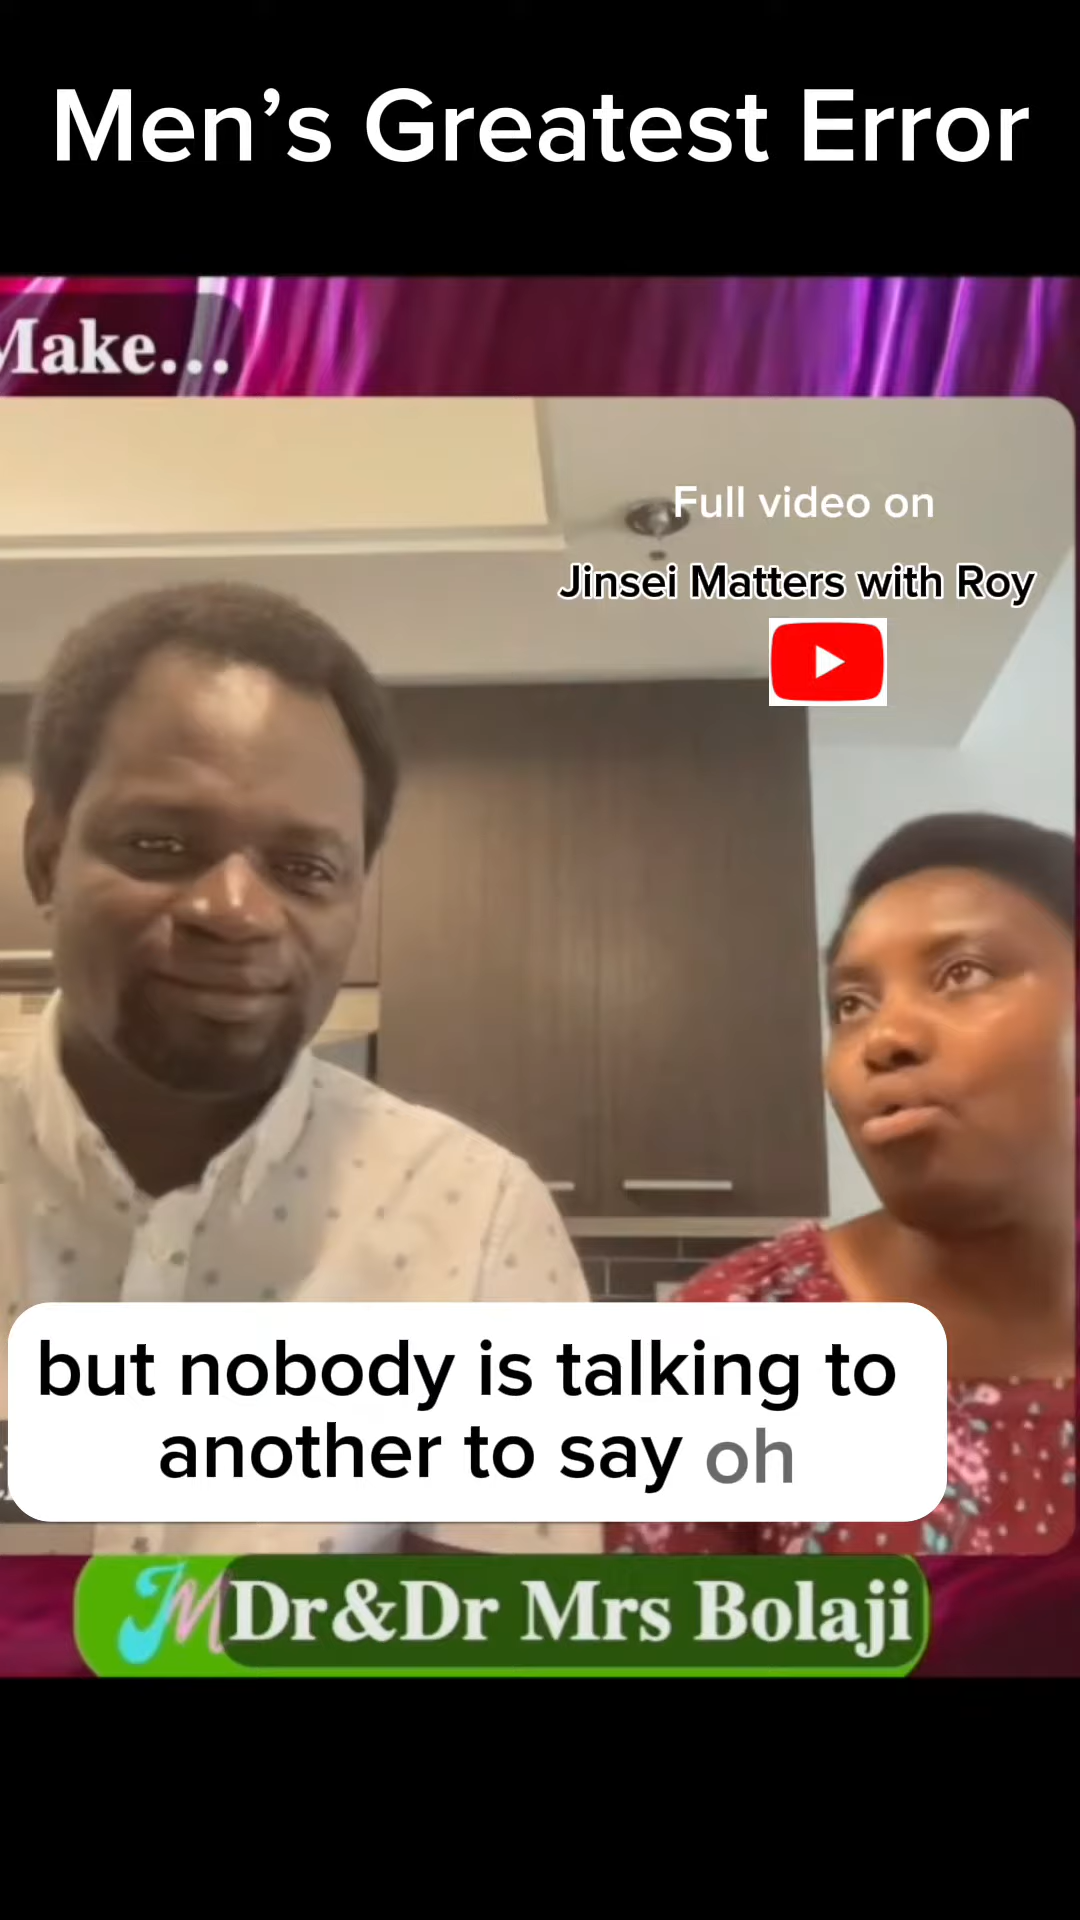 Men’s Greatest Error
Make...
Full video on
Jinsei Matters with Roy
but nobody is talking to
another to say oh
JM Dr&Dr Mrs Bolaji